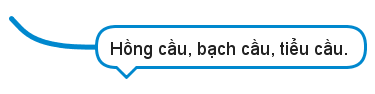 Hồng cầu, bạch cầu, tiểu cầu.